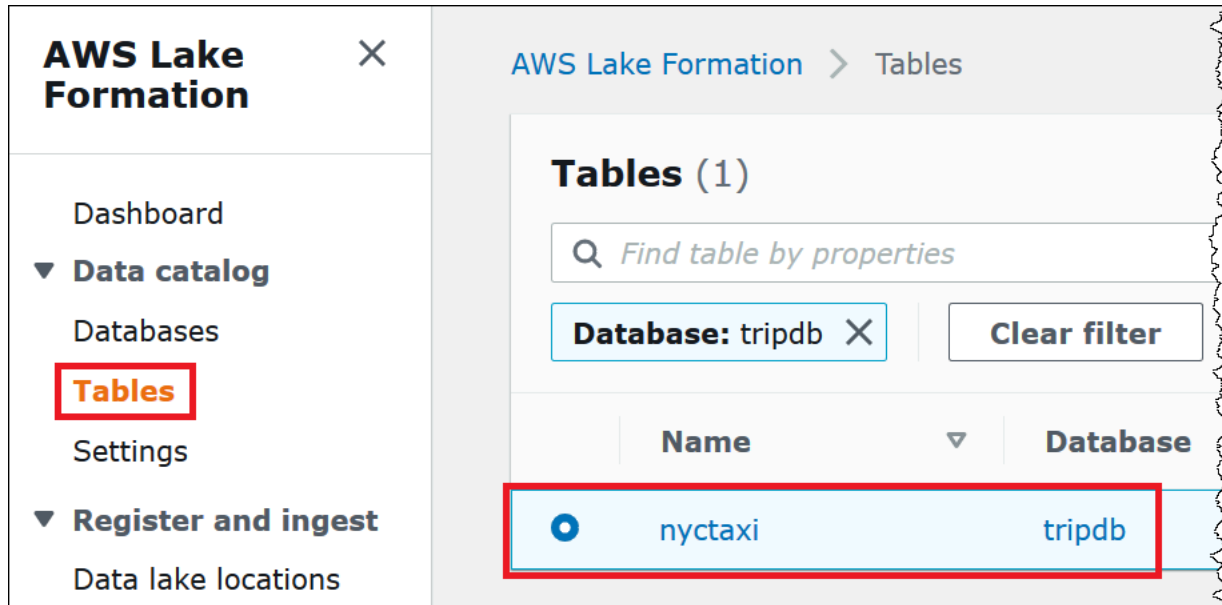 AWS Lake
Formation
Dashboard
Data catalog
Databases
Tables
Settings
Register and ingest
Data lake locations
AWS Lake Formation > Tables
Tables (1)
Find table by properties
Database: tripdb
Clear filter
Name Database
nyctaxi tripdb